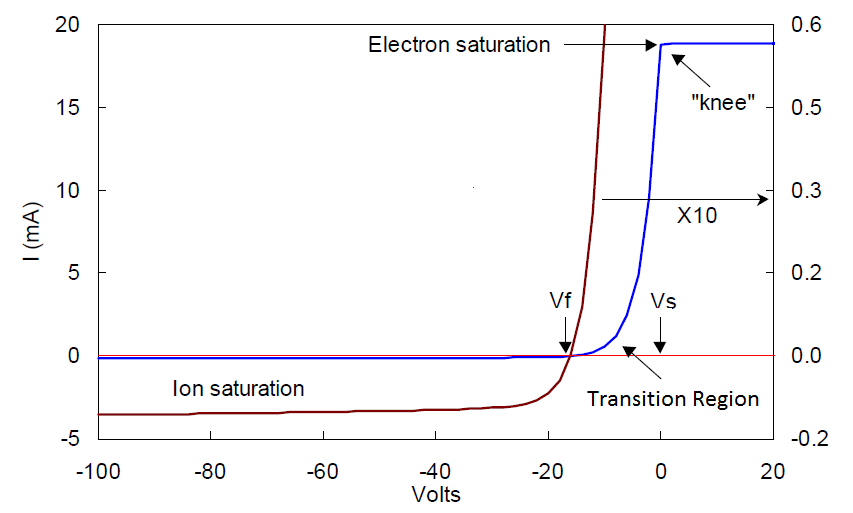 20
0.6
Electron saturation
"knee"
15
0.5
10
0.3
X10
I (mA)
5
0.2
Vf
Vs
0
0.0
Ion saturation
Transition Region
-5
-0.2
-100
-80
-60
-40
-20
0
20
Volts